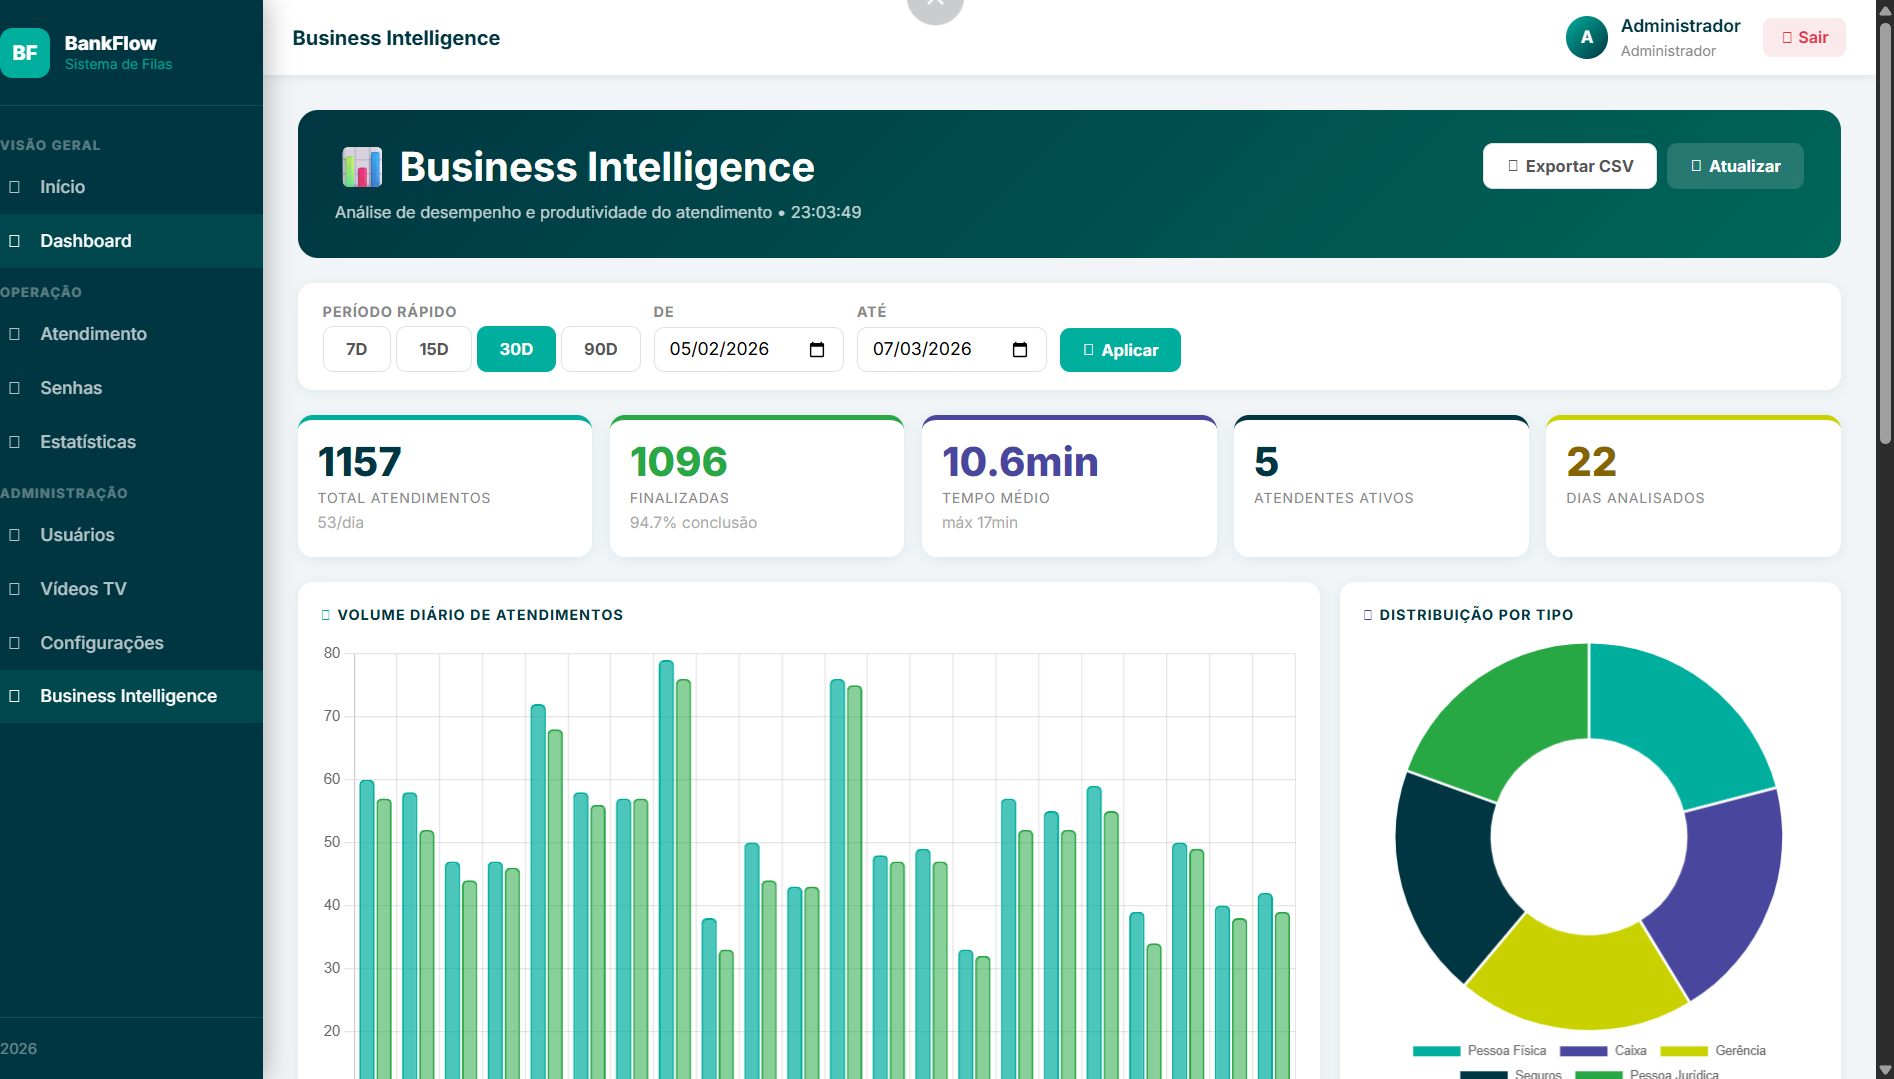 BF
BankFlow
Sistema de Filas
VISÃO GERAL
Início
Dashboard
OPERAÇÃO
Atendimento
Senhas
Estatísticas
ADMINISTRAÇÃO
Usuários
Vídeos TV
Configurações
Business Intelligence
2026
Business Intelligence
A
Administrador
Administrador
Sair
Business Intelligence
Análise de desempenho e produtividade do atendimento • 23:03:49
Exportar CSV
Atualizar
PERÍODO RÁPIDO
7D
15D
30D
90D
DE
05/02/2026
ATÉ
07/03/2026
Aplicar
1157
TOTAL ATENDIMENTOS
53/dia
1096
FINALIZADAS
94.7% conclusão
10.6min
TEMPO MÉDIO
máx 17min
5
ATENDENTES ATIVOS
22
DIAS ANALISADOS
VOLUME DIÁRIO DE ATENDIMENTOS
80
70
60
50
40
30
20
DISTRIBUIÇÃO POR TIPO
Pessoa Física
Caixa
Gerência
Seguros
Pessoa Jurídica